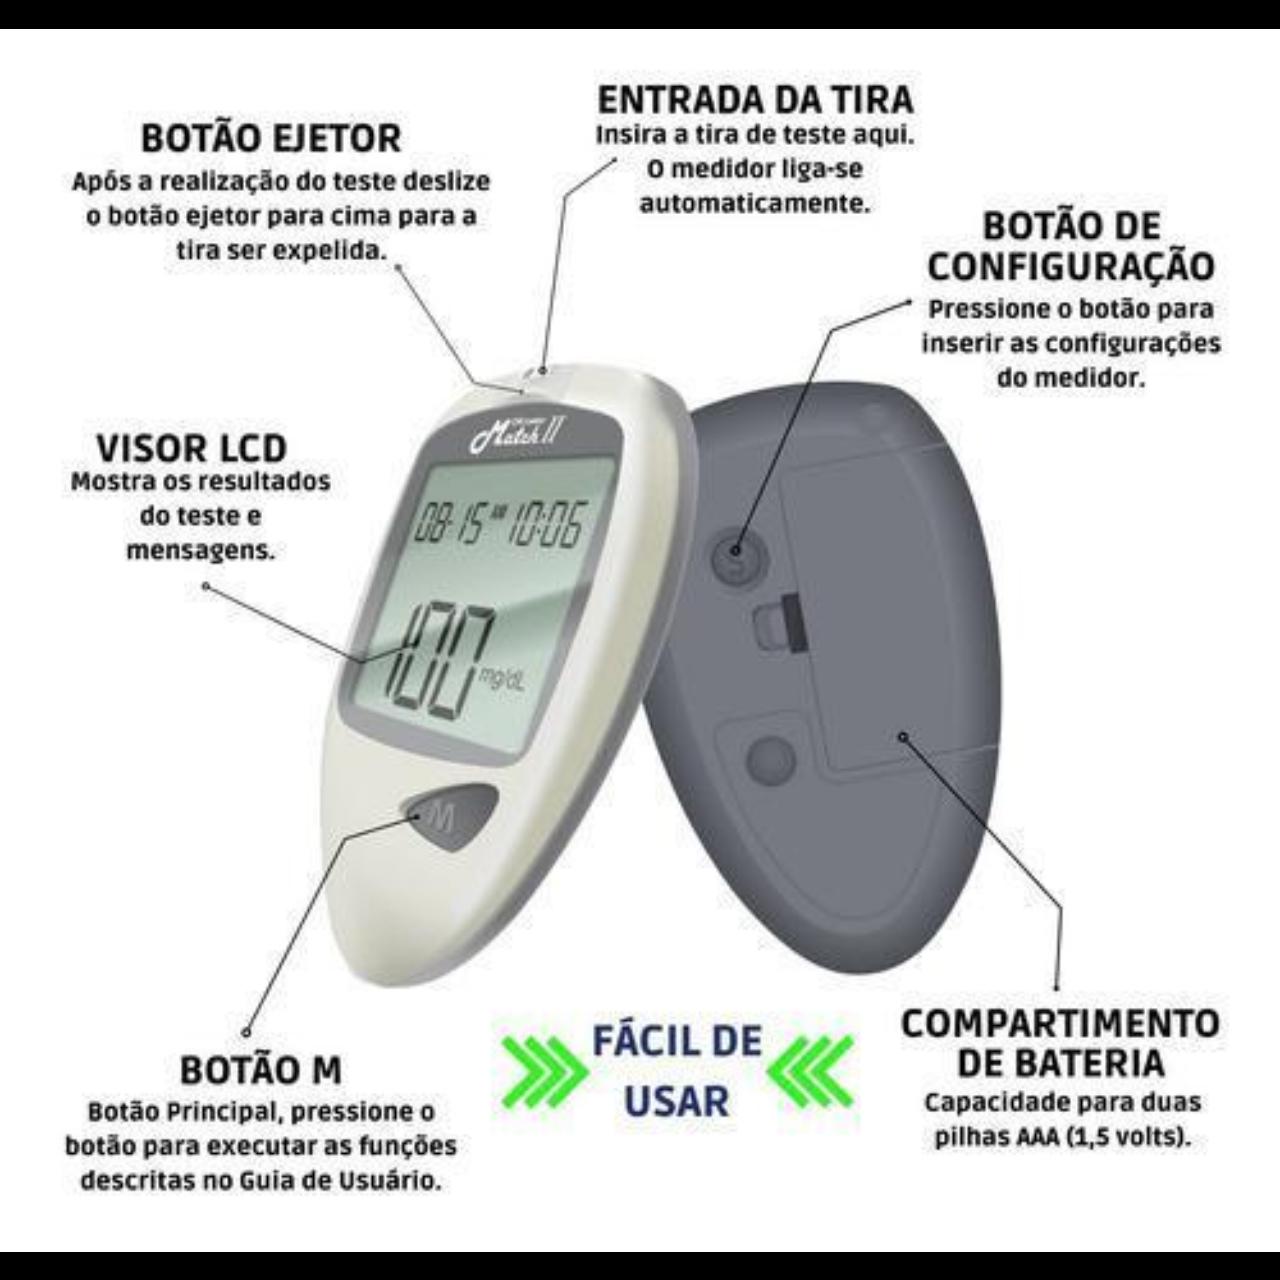 ENTRADA DA TIRA
Insira a tira de teste aqui.
O medidor liga-se
automaticamente.
BOTÃO EJETOR
Após a realização do teste deslize
o botão ejetor para cima para a
tira ser expelida.
BOTÃO DE
CONFIGURAÇÃO
Pressione o botão para
inserir as configurações
do medidor.
VISOR LCD
Mostra os resultados
do teste e
mensagens.
Match II
08-15 10:06
100 mg/dL
S
M
BOTÃO M
Botão Principal, pressione o
botão para executar as funções
descritas no Guia de Usuário.
FÁCIL DE
USAR
COMPARTIMENTO
DE BATERIA
Capacidade para duas
pilhas AAA (1,5 volts).